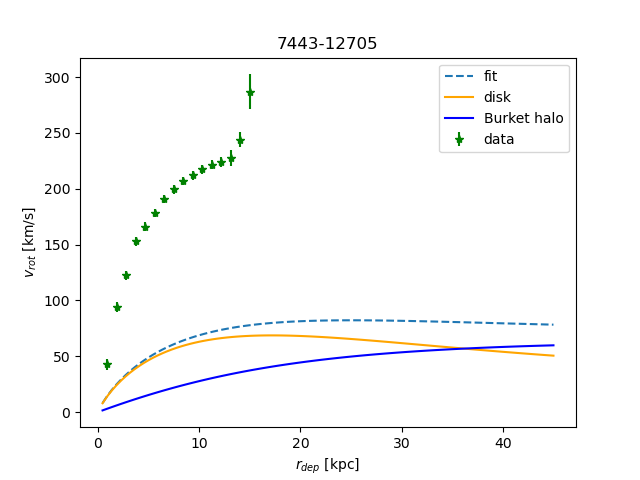 7443-12705
fit
disk
Burket halo
data
300
250
200
150
100
50
0
v_rot [km/s]
0 10 20 30 40
r_dep [kpc]